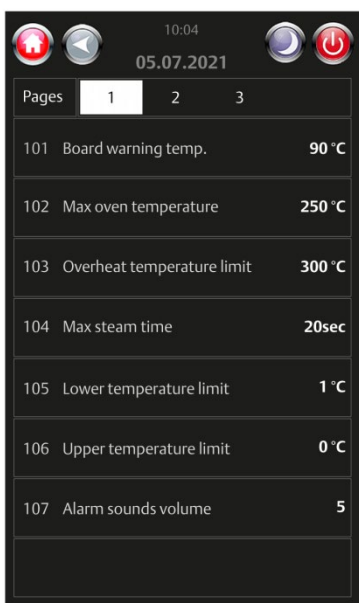 10:04
05.07.2021
Pages 1 2 3
101 Board warning temp. 90 °C
102 Max oven temperature 250 °C
103 Overheat temperature limit 300 °C
104 Max steam time 20sec
105 Lower temperature limit 1 °C
106 Upper temperature limit 0 °C
107 Alarm sounds volume 5